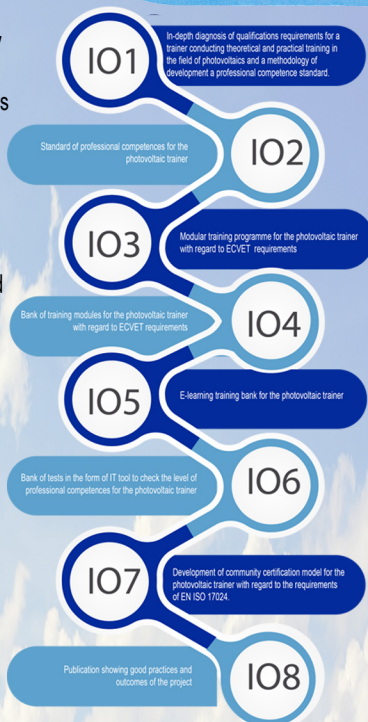 IO1
In-depth diagnosis of qualifications requirements for a
trainer conducting theoretical and practical training in
the field of photovoltaics and a methodology of
development a professional competence standard.
Standard of professional competences for the
photovoltaic trainer
IO2
IO3
Modular training programme for the photovoltaic trainer
with regard to ECVET requirements
Bank of training modules for the photovoltaic trainer
with regard to ECVET requirements
IO4
IO5
E-learning training bank for the photovoltaic trainer
Bank of tests in the form of IT tool to check the level of
professional competences for the photovoltaic trainer
IO6
IO7
Development of community certification model for the
photovoltaic trainer with regard to the requirements
of EN ISO 17024.
Publication showing good practices and
outcomes of the project
IO8